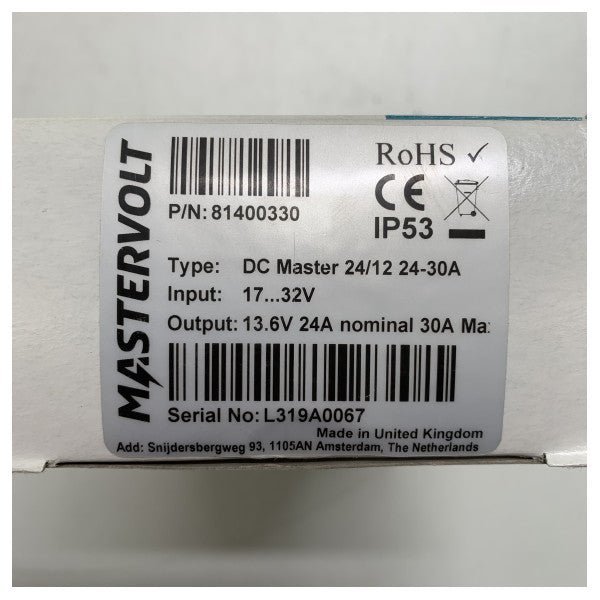 MASTERVOLT
P/N: 81400330
RoHS ✓
CE
IP53
Type: DC Master 24/12 24-30A
Input: 17...32V
Output: 13.6V 24A nominal 30A Ma
Serial No: L319A0067
Made in United Kingdom
Add: Snijdersbergweg 93, 1105AN Amsterdam, The Netherlands